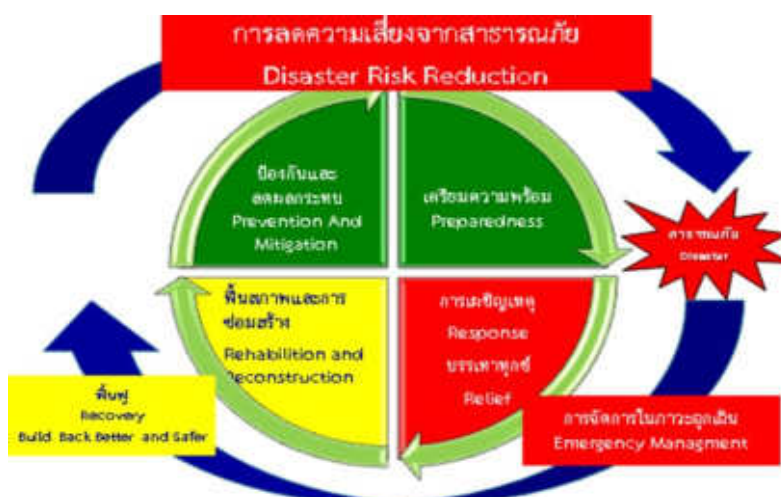 การลดความเสี่ยงจากสาธารณภัย
Disaster Risk Reduction
ป้องกันและ
ลดผลกระทบ
Prevention And
Mitigation
เตรียมความพร้อม
Preparedness
สาธารณภัย
Disaster
ฟื้นสภาพและการ
ซ่อมสร้าง
Rehabilition and
Reconstruction
การเผชิญเหตุ
Response
บรรเทาทุกข์
Relief
ฟื้นฟู
Recovery
Build Back Better and Safer
การจัดการในภาวะฉุกเฉิน
Emergency Managment